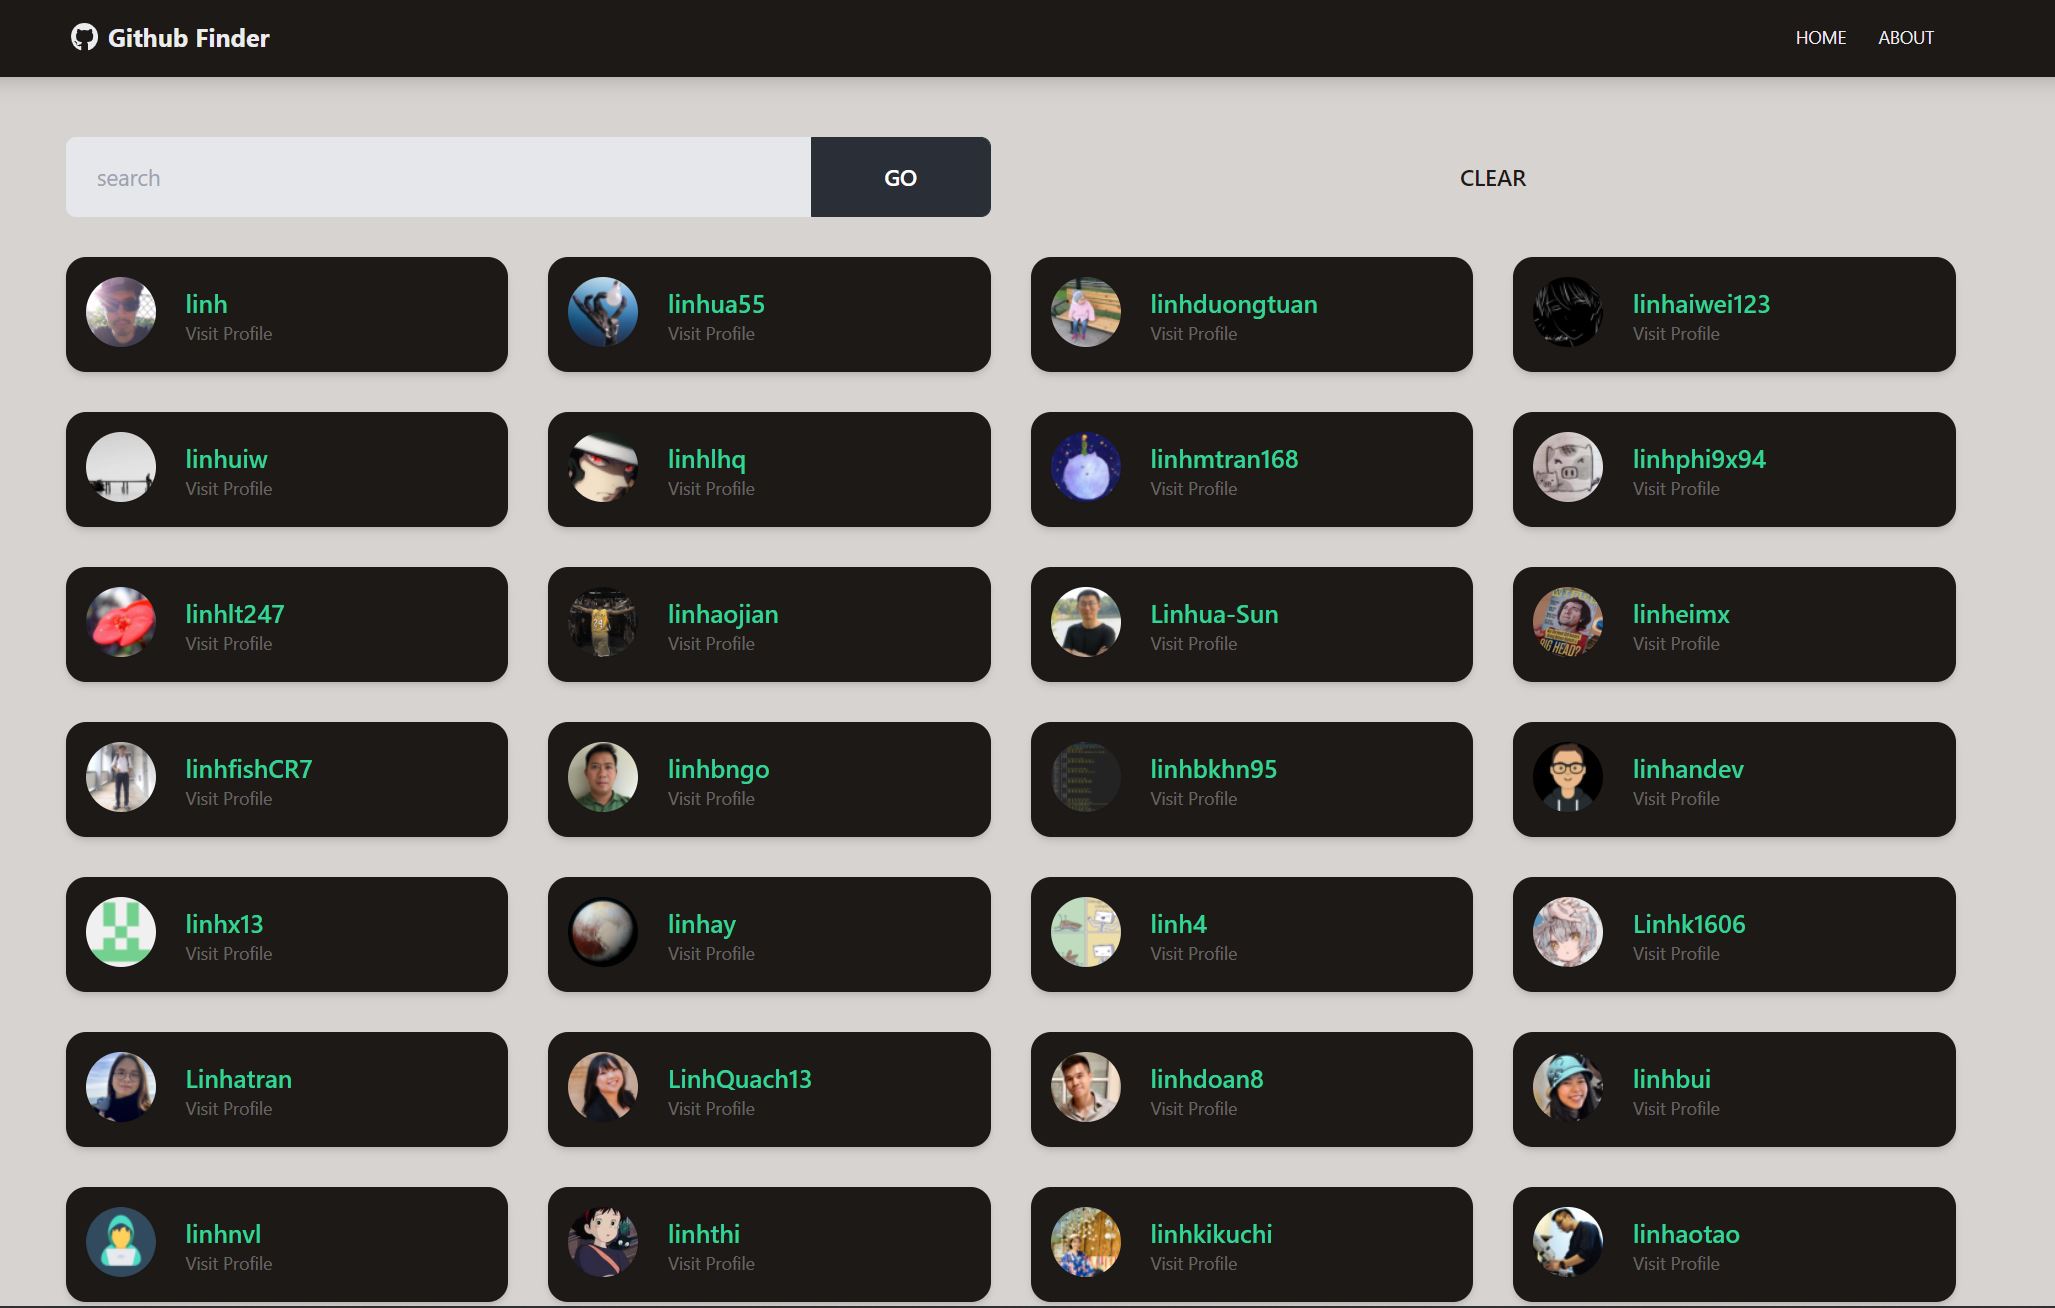 Github Finder
HOME
ABOUT
search
GO
CLEAR
linh
Visit Profile
linhua55
Visit Profile
linhduongtuan
Visit Profile
linhaiwei123
Visit Profile
linhuiw
Visit Profile
linhlhq
Visit Profile
linhmtran168
Visit Profile
linhphi9x94
Visit Profile
linhlt247
Visit Profile
linhaojian
Visit Profile
24
Linhua-Sun
Visit Profile
linheimx
Visit Profile
BIG HEAD?
linhfishCR7
Visit Profile
linhbngo
Visit Profile
linhbkhn95
Visit Profile
linhandev
Visit Profile
linhx13
Visit Profile
linhay
Visit Profile
linh4
Visit Profile
Linhk1606
Visit Profile
Linhatran
Visit Profile
LinhQuach13
Visit Profile
linhdoan8
Visit Profile
linhbui
Visit Profile
linhnvl
Visit Profile
linhthi
Visit Profile
linhkikuchi
Visit Profile
linhaotao
Visit Profile